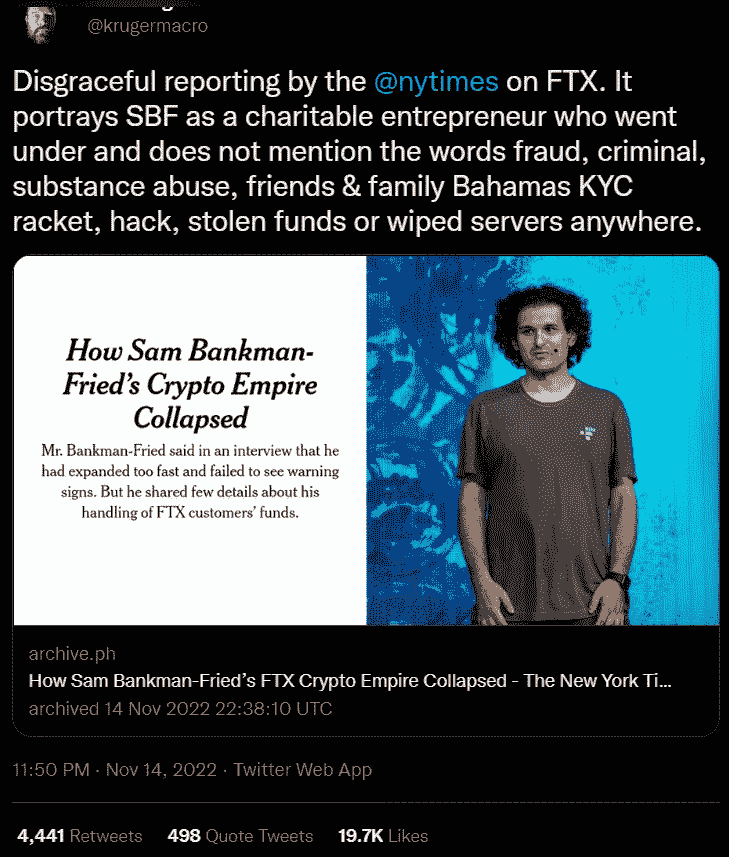 @krugermacro
Disgraceful reporting by the @nytimes on FTX. It
portrays SBF as a charitable entrepreneur who went
under and does not mention the words fraud, criminal,
substance abuse, friends & family Bahamas KYC
racket, hack, stolen funds or wiped servers anywhere.
How Sam Bankman-
Fried's Crypto Empire
Collapsed
Mr. Bankman-Fried said in an interview that he
had expanded too fast and failed to see warning
signs. But he shared few details about his
handling of FTX customers' funds.
archive.ph
How Sam Bankman-Fried's FTX Crypto Empire Collapsed - The New York Ti...
archived 14 Nov 2022 22:38:10 UTC
11:50 PM · Nov 14, 2022 · Twitter Web App
4,441 Retweets 498 Quote Tweets 19.7K Likes